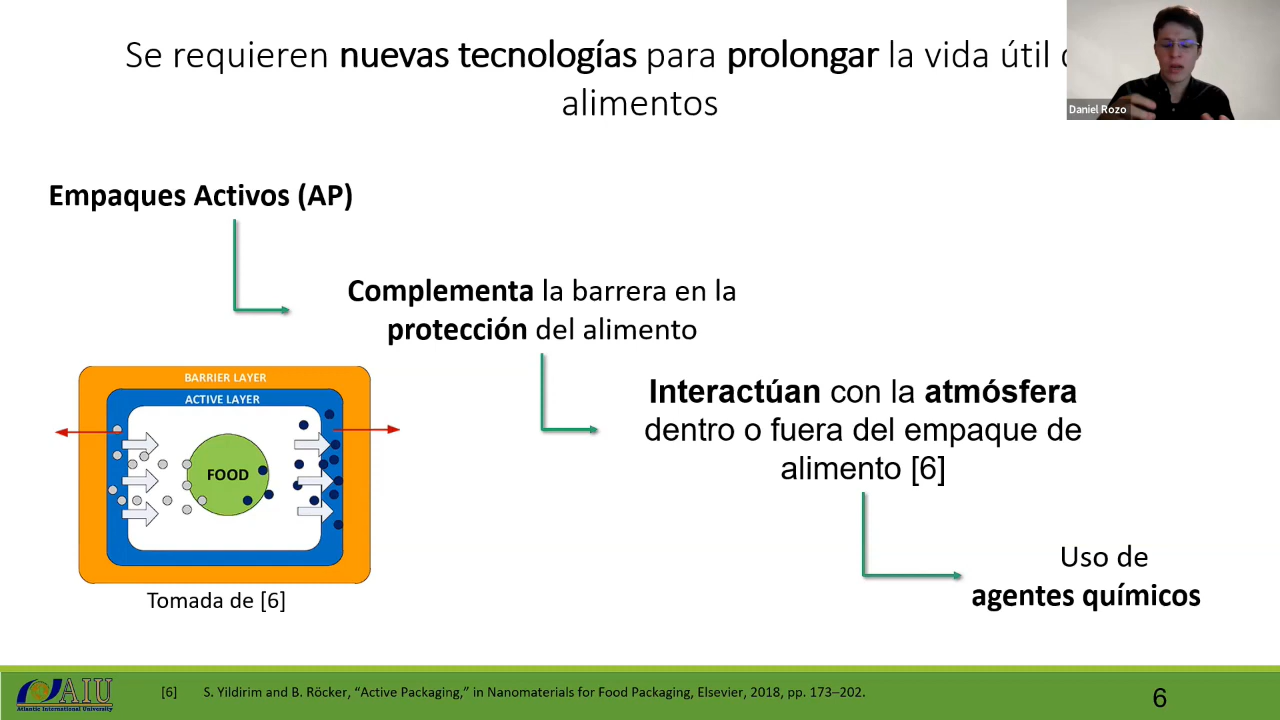 Se requieren nuevas tecnologías para prolongar la vida útil
alimentos
Daniel Rozo
Empaques Activos (AP)
Complementa la barrera en la
protección del alimento
Interactúan con la atmósfera
dentro o fuera del empaque de
alimento [6]
Uso de
agentes químicos
BARRIER LAYER
ACTIVE LAYER
FOOD
Tomada de [6]
AIU
Atlantic International University
[6] S. Yildirim and B. Röcker, “Active Packaging,” in Nanomaterials for Food Packaging, Elsevier, 2018, pp. 173–202.
6